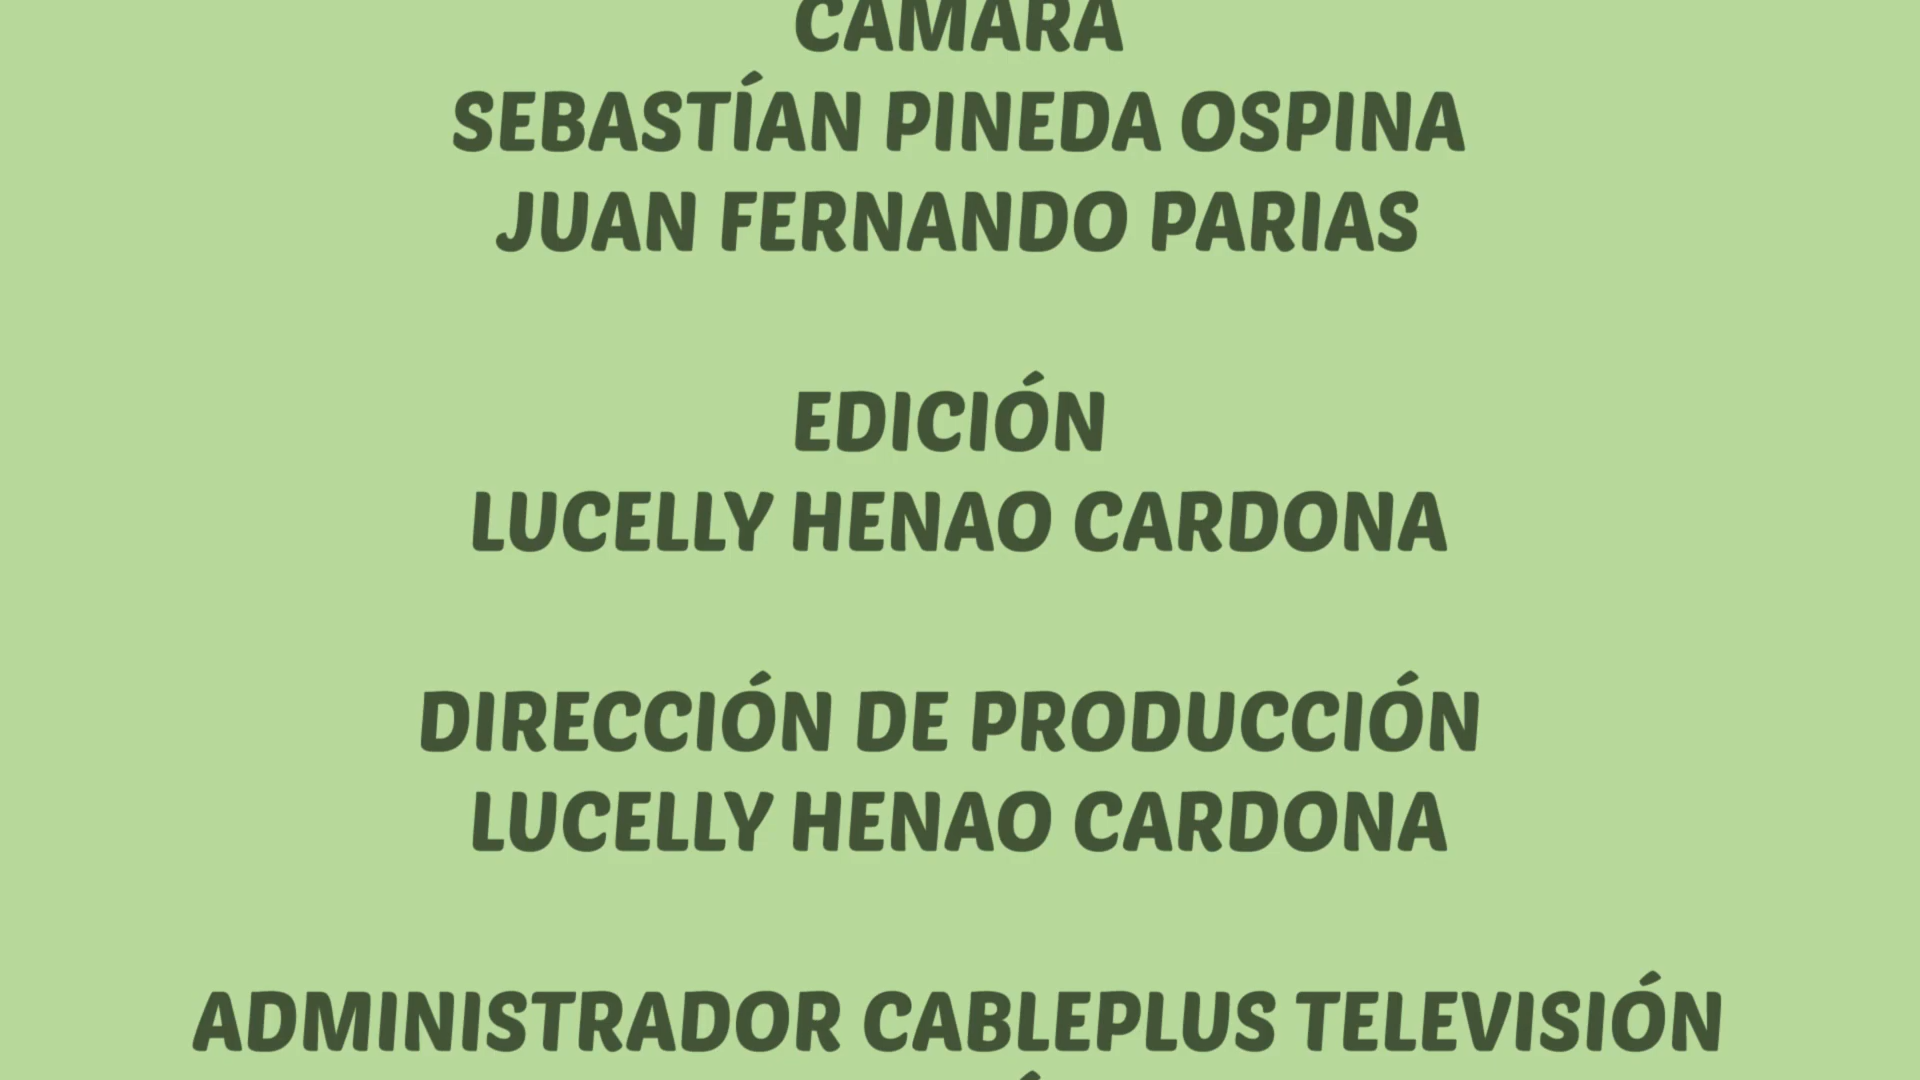 CAMARA
SEBASTÍAN PINEDA OSPINA
JUAN FERNANDO PARIAS
EDICIÓN
LUCELLY HENAO CARDONA
DIRECCIÓN DE PRODUCCIÓN
LUCELLY HENAO CARDONA
ADMINISTRADOR CABLEPLUS TELEVISIÓN